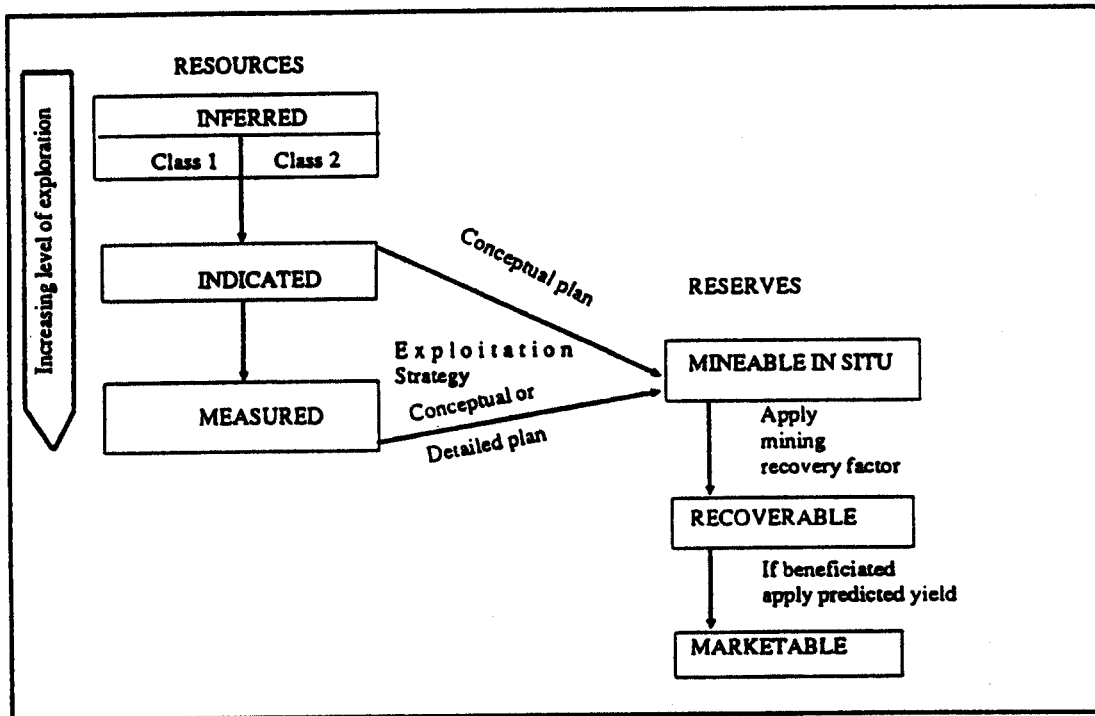 Increasing level of exploration
RESOURCES
INFERRED
Class 1
Class 2
INDICATED
MEASURED
Conceptual plan
Exploitation
Strategy
Conceptual or
Detailed plan
RESERVES
MINEABLE IN SITU
Apply
mining
recovery factor
RECOVERABLE
If beneficiated
apply predicted yield
MARKETABLE